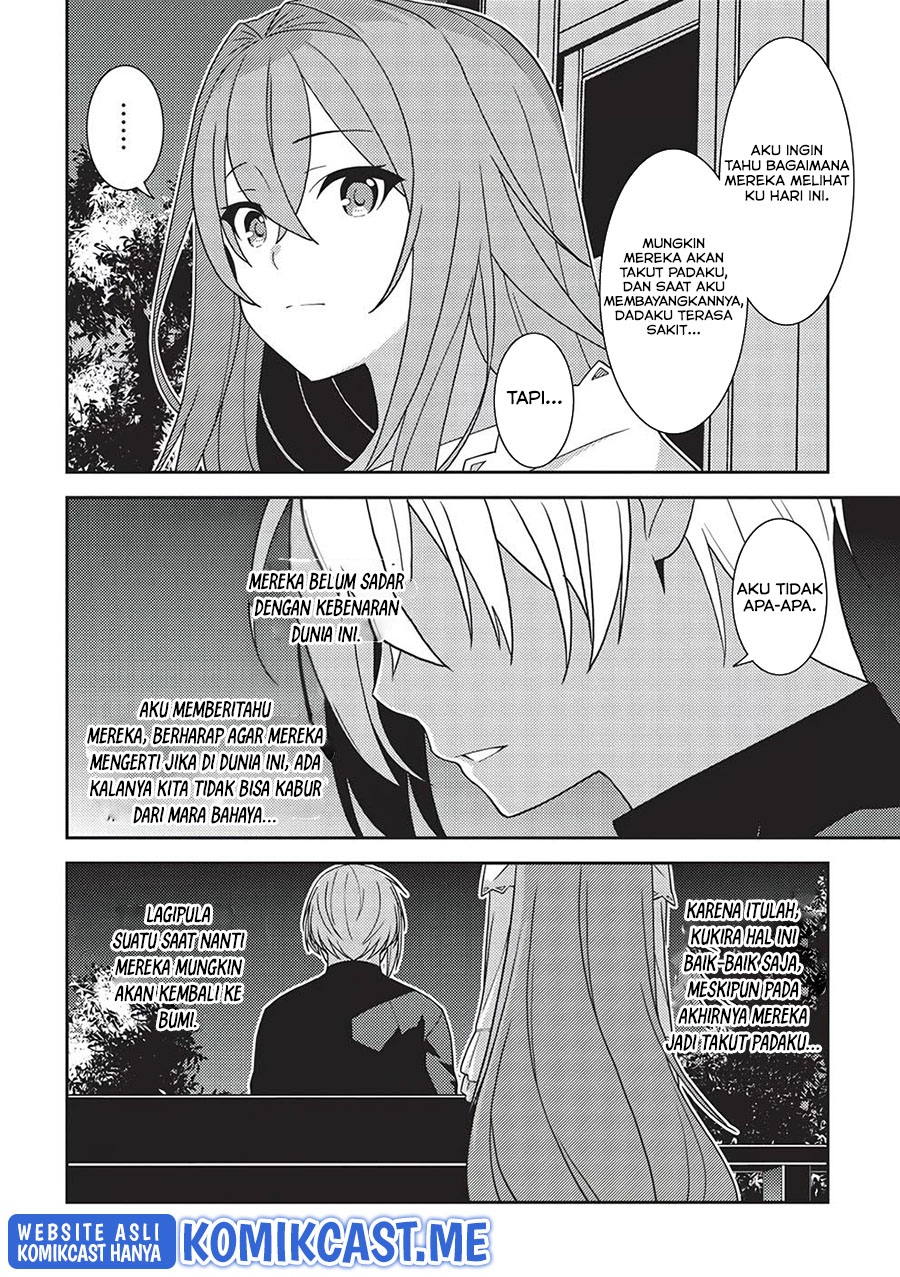 AKU INGIN
TAHU BAGAIMANA
MEREKA MELIHAT
KU HARI INI.
MUNGKIN
MEREKA AKAN
TAKUT PADAKU,
DAN SAAT AKU
MEMBAYANGKANNYA,
DADAKU TERASA
SAKIT...
TAPI...
.......
AKU TIDAK
APA-APA.
MEREKA BELUM SADAR
DENGAN KEBENARAN
DUNIA INI.
AKU MEMBERITAHU
MEREKA, BERHARAP AGAR MEREKA
MENGERTI JIKA DI DUNIA INI, ADA
KALANYA KITA TIDAK BISA KABUR
DARI MARA BAHAYA...
KARENA ITULAH,
KUKIRA HAL INI
BAIK-BAIK SAJA,
MESKIPUN PADA
AKHIRNYA MEREKA
JADI TAKUT PADAKU...
LAGIPULA
SUATU SAAT NANTI
MEREKA MUNGKIN
AKAN KEMBALI KE
BUMI.
WEBSITE ASLI
KOMIKCAST HANYA
KOMIKCAST.ME